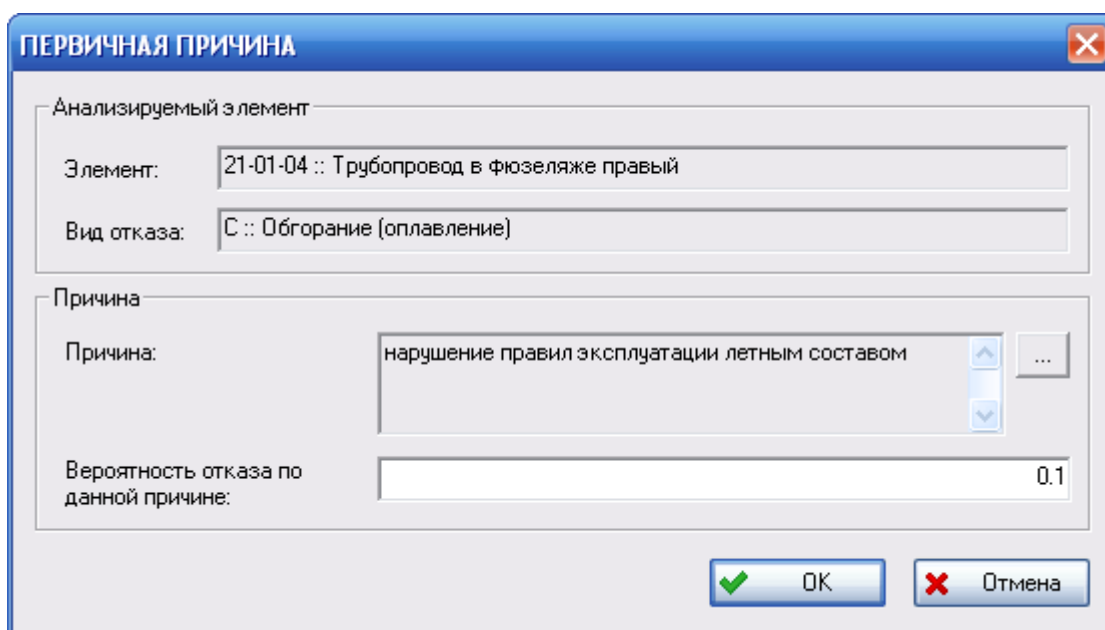 ПЕРВИЧНАЯ ПРИЧИНА
Анализируемый элемент
Элемент:
21-01-04 :: Трубопровод в фюзеляже правый
Вид отказа:
С :: Обгорание (оплавление)
Причина
Причина:
нарушение правил эксплуатации летным составом
...
Вероятность отказа по
данной причине:
0.1
OK
Отмена